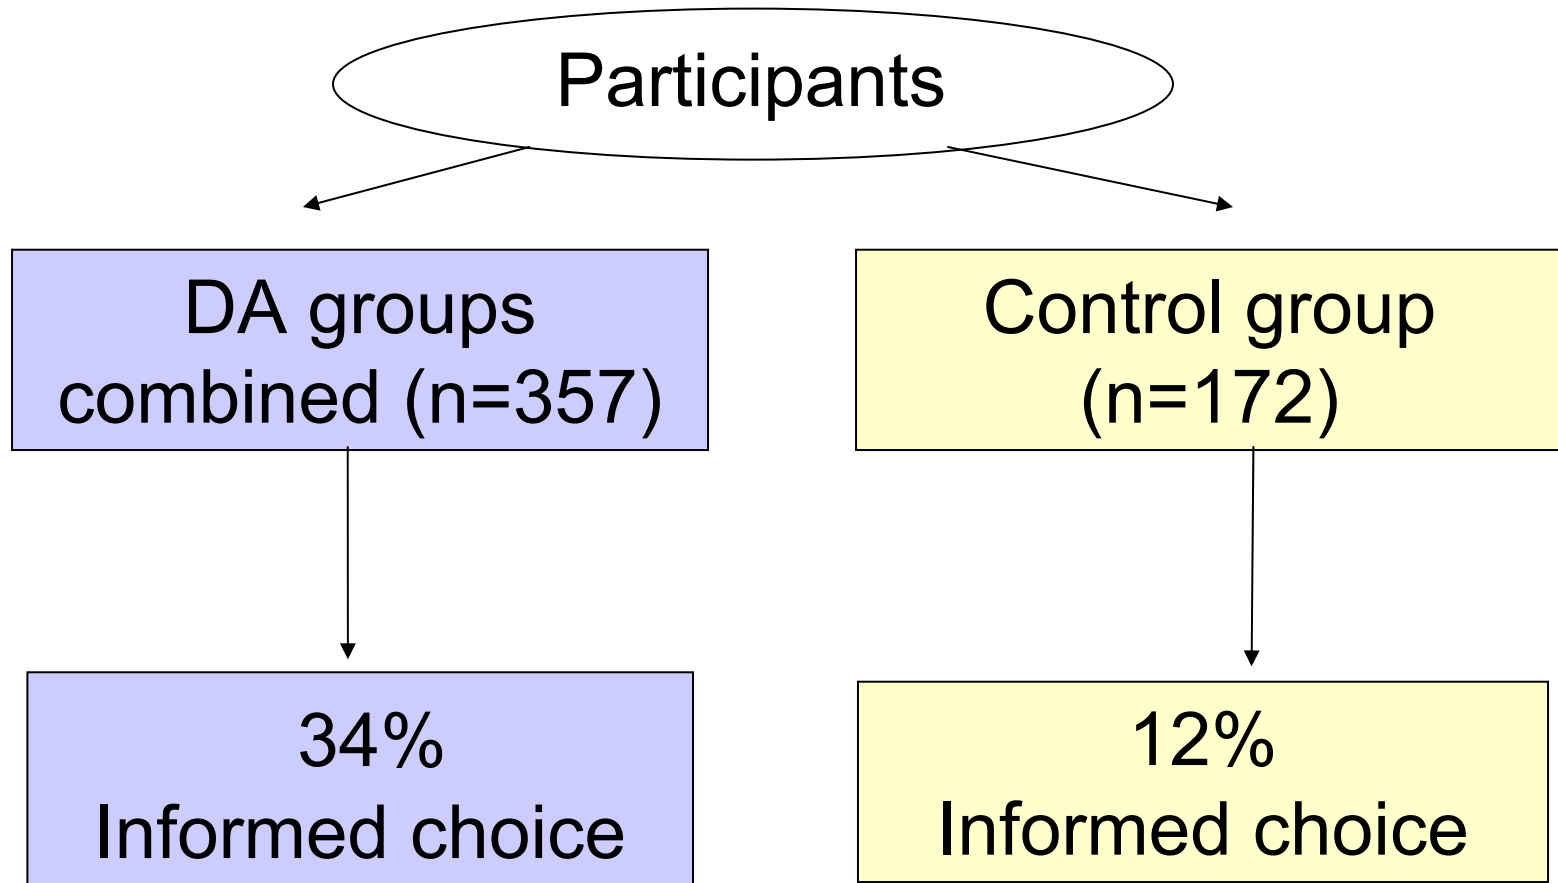 Participants
DA groups
combined (n=357)
Control group
(n=172)
34%
Informed choice
12%
Informed choice